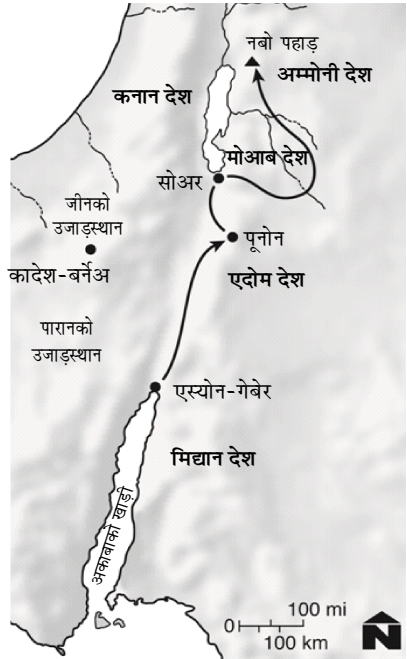 नबो पहाड़
अम्मोनी देश
कनान देश
मोआब देश
सोअर
जीनको
उजाड़स्थान
पूनोन
कादेश-बर्नेअ
एदोम देश
पारानको
उजाड़स्थान
एस्योन-गेबेर
मिद्यान देश
अकाबाको खाड़ी
100 mi
0
100 km
N